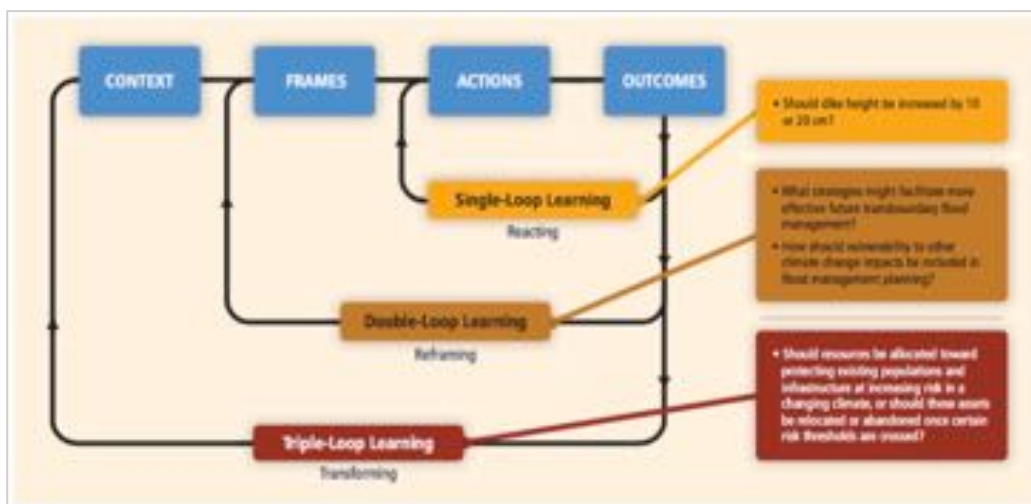 CONTEXT
FRAMES
ACTIONS
OUTCOMES
• Should dike height be increased by 10
or 20 cm?
Single-Loop Learning
Reacting
• What strategies might facilitate more
effective future transboundary flood
management?
• How should vulnerability to other
climate change impacts be included in
flood management planning?
Double-Loop Learning
Reframing
• Should resources be allocated toward
protecting existing populations and
infrastructure at increasing risk in a
changing climate, or should these assets
be relocated or abandoned once certain
risk thresholds are crossed?
Triple-Loop Learning
Transforming